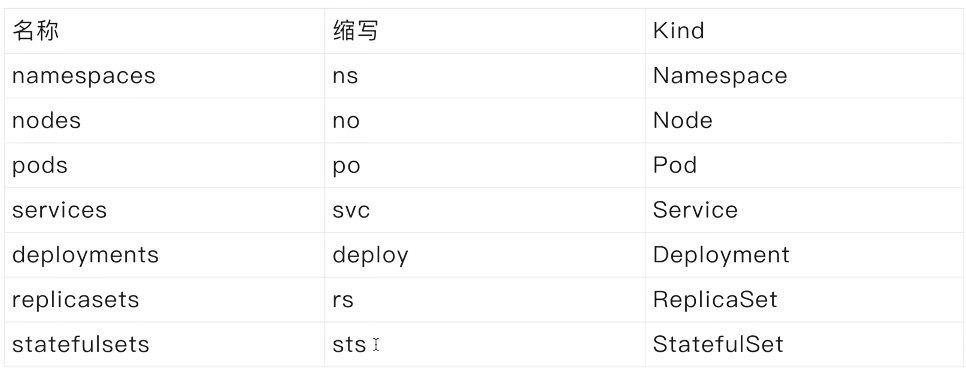 名称 缩写 Kind
namespaces ns Namespace
nodes no Node
pods po Pod
services svc Service
deployments deploy Deployment
replicasets rs ReplicaSet
statefulsets sts StatefulSet